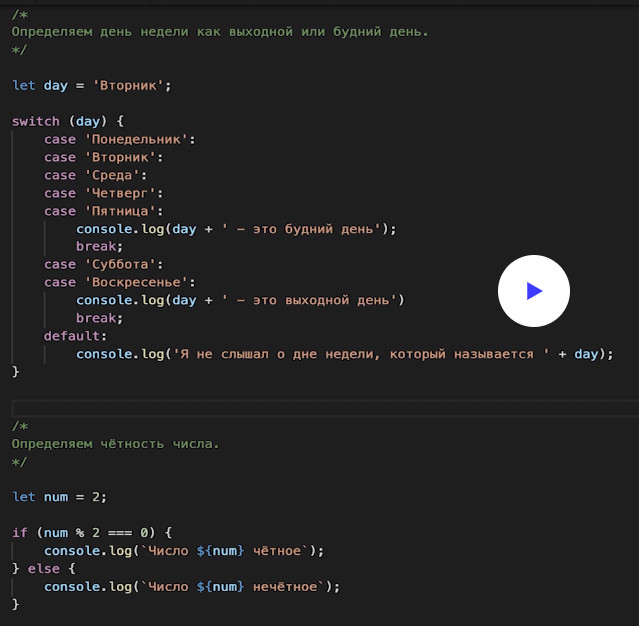 /*
Определяем день недели как выходной или будний день.
*/
let day = 'Вторник';
switch (day) {
    case 'Понедельник':
    case 'Вторник':
    case 'Среда':
    case 'Четверг':
    case 'Пятница':
        console.log(day + ' – это будний день');
        break;
    case 'Суббота':
    case 'Воскресенье':
        console.log(day + ' – это выходной день')
        break;
    default:
        console.log('Я не слышал о дне недели, который называется ' + day);
}
/*
Определяем чётность числа.
*/
let num = 2;
if (num % 2 === 0) {
    console.log(`Число ${num} чётное`);
} else {
    console.log(`Число ${num} нечётное`);
}